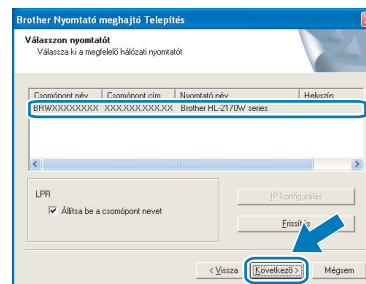 Brother Nyomtató meghajtó Telepítés
Válasszon nyomtatót
Válassza ki a megfelelő hálózati nyomtatót
Csomópont név Csomópont cím Nyomtató név Helyszín
BRWXXXXXXXX XXX.XXX.XXX.XX Brother HL-2170W series
LPR
Állítsa be a csomópont nevet
IP konfigurálás
Frissítés
< Vissza Következő > Mégsem